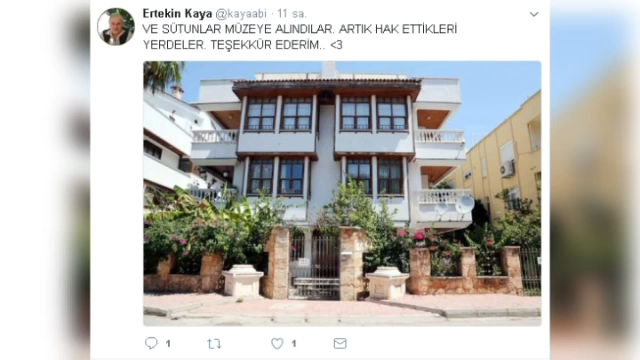 Ertekin Kaya @kayaabi · 11 sa.
VE SÜTUNLAR MÜZEYE ALINDILAR. ARTIK HAK ETTİKLERİ
YERDELER. TEŞEKKÜR EDERİM.. <3
1 1